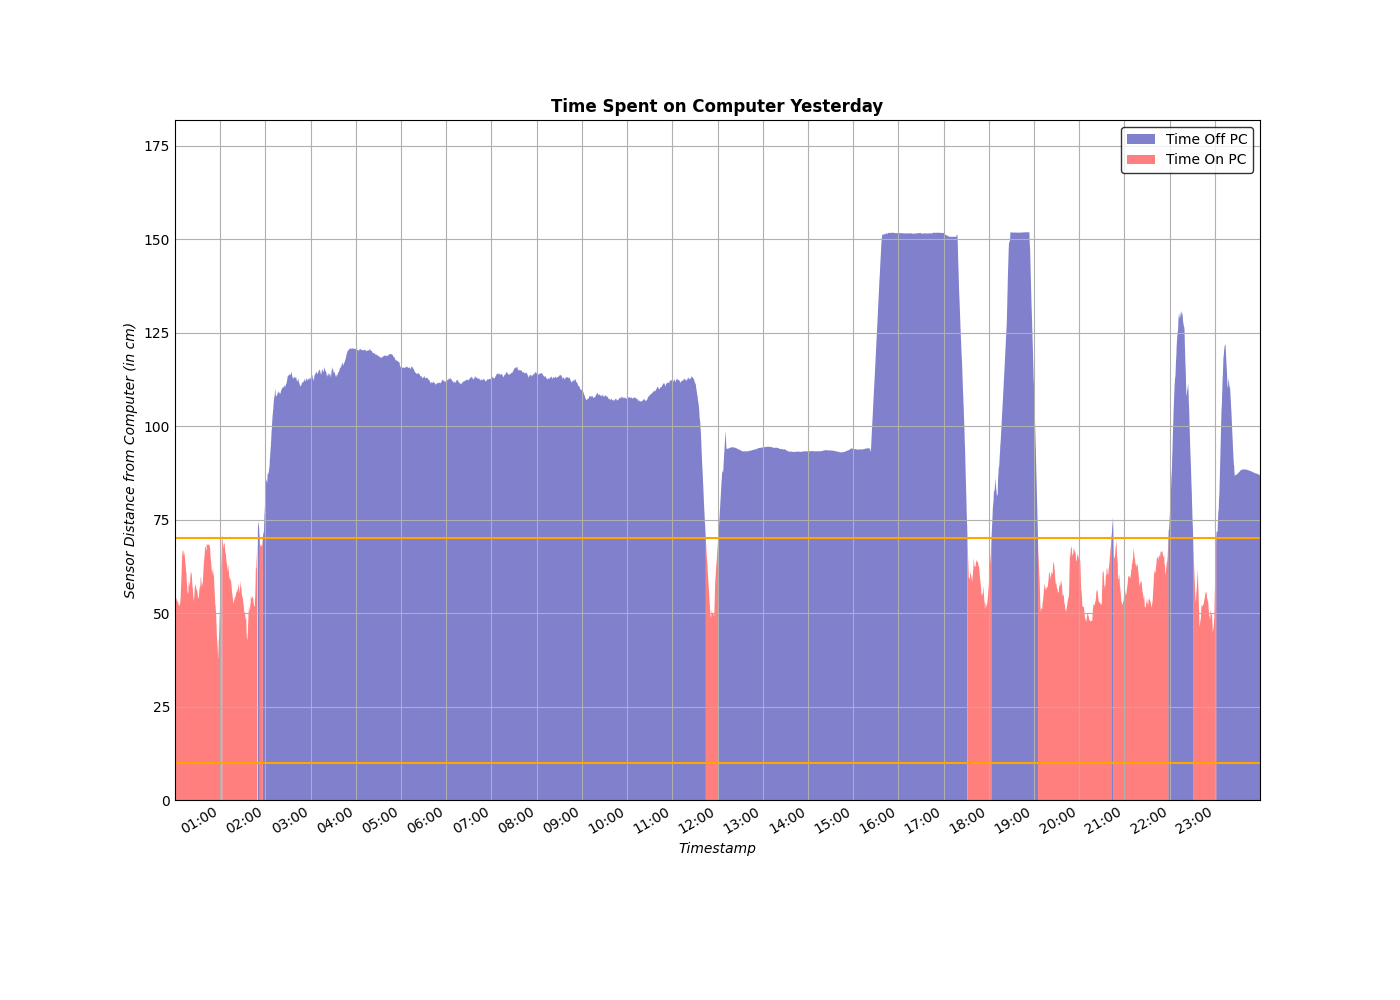 Time Spent on Computer Yesterday
Time Off PC
Time On PC
Sensor Distance from Computer (in cm)
175
150
125
100
75
50
25
0
01:00 02:00 03:00 04:00 05:00 06:00 07:00 08:00 09:00 10:00 11:00 12:00 13:00 14:00 15:00 16:00 17:00 18:00 19:00 20:00 21:00 22:00 23:00
Timestamp